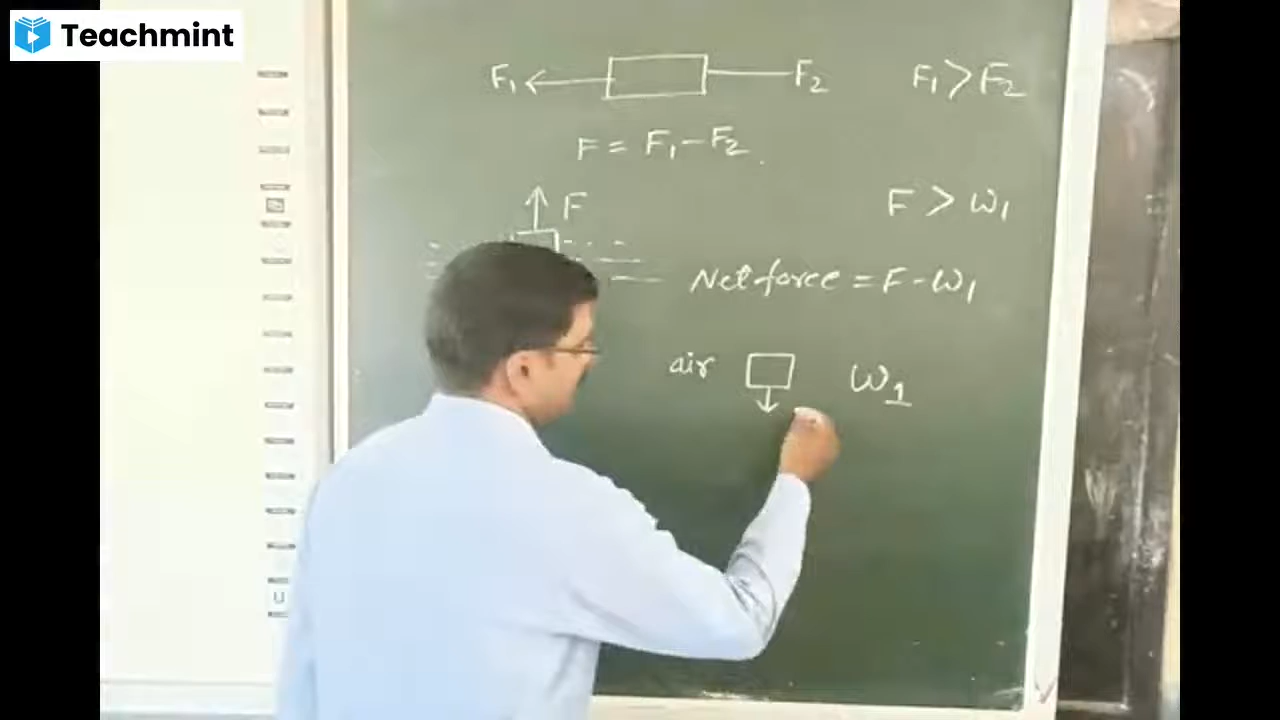 Teachmint
F1 F2 F1 > F2
F = F1 - F2
F F > W1
Net force = F - W1
air W1
U